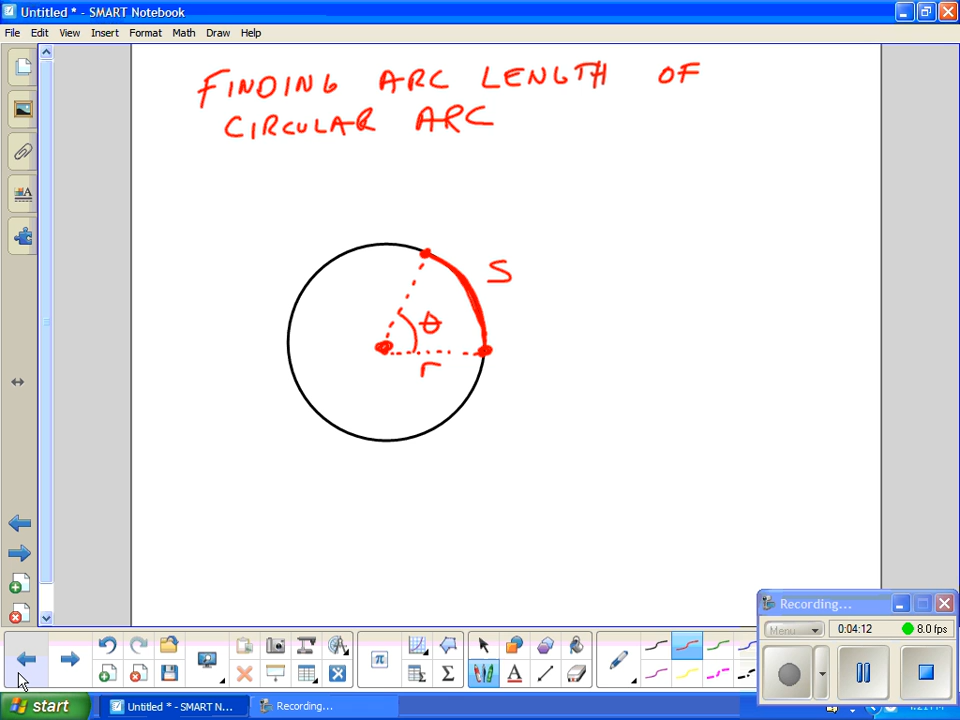 Untitled * - SMART Notebook
File Edit View Insert Format Math Draw Help
FINDING ARC LENGTH OF
CIRCULAR ARC
S
θ
r
Recording...
Menu
0:04:12
8.0 fps
start
Untitled * - SMART N...
Recording...